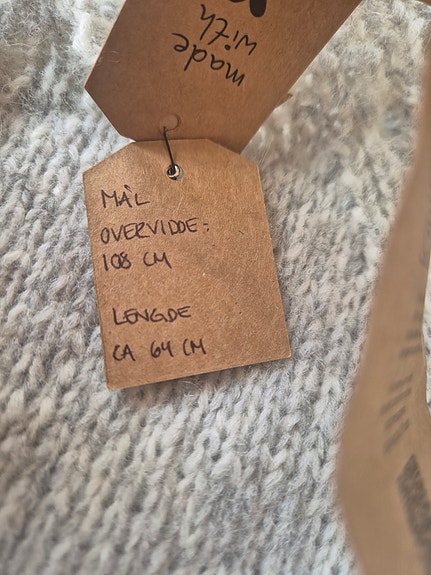 made
with
MÅL
OVERVIDDE:
108 CM
LENGDE
CA 64 CM